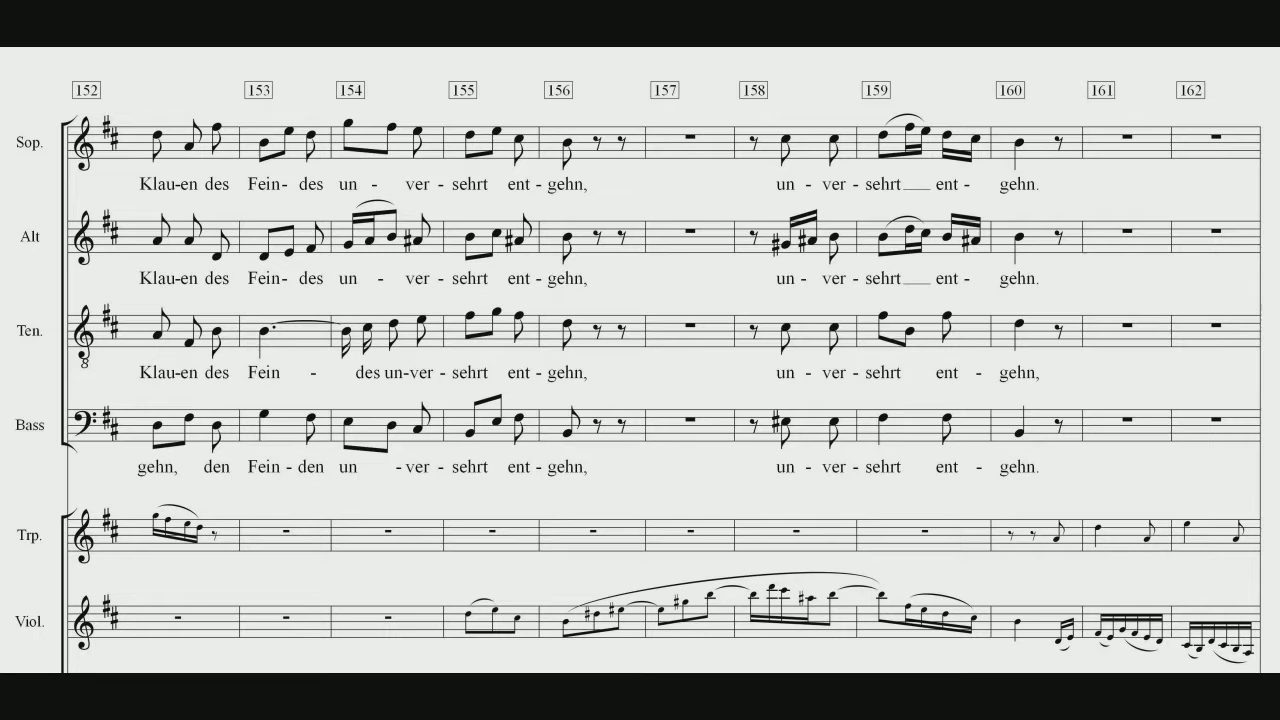 152 153 154 155 156 157 158 159 160 161 162
Sop.
Klau-en des Fein- des un - ver- sehrt ent- gehn, un - ver- sehrt ent- gehn.
Alt
Klau-en des Fein- des un - ver- sehrt ent- gehn, un - ver- sehrt ent- gehn.
Ten. 8
Klau-en des Fein - des un-ver- sehrt ent- gehn, un - ver- sehrt ent - gehn,
Bass
gehn, den Fein- den un -ver- sehrt ent- gehn, un - ver- sehrt ent - gehn.
Trp.
Viol.